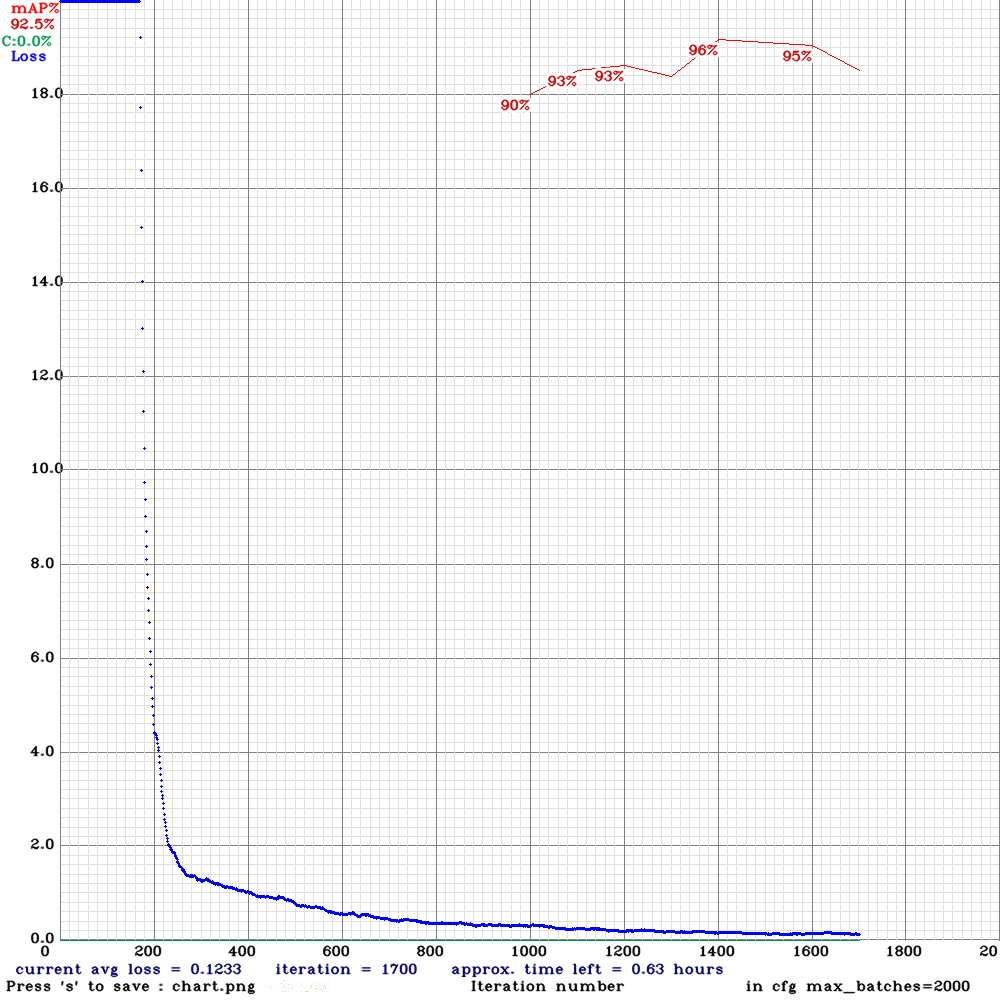 mAP%
92.5%
C:0.0%
Loss
96%
95%
93%
93%
90%
18.0
16.0
14.0
12.0
10.0
8.0
6.0
4.0
2.0
0.0
0 200 400 600 800 1000 1200 1400 1600 1800 20
current avg loss = 0.1233 iteration = 1700 approx. time left = 0.63 hours
Press 's' to save : chart.png Iteration number in cfg max_batches=2000